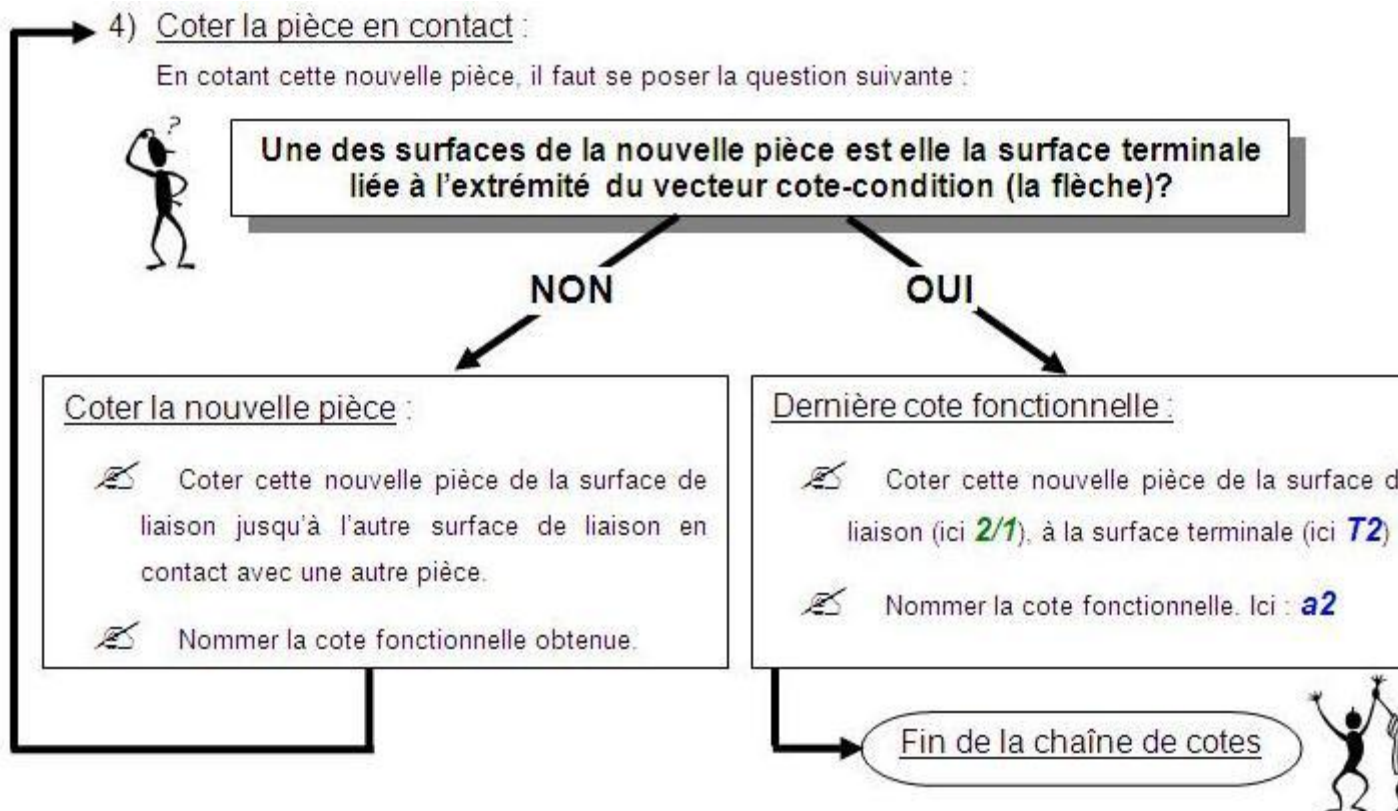 4) Coter la pièce en contact :
En cotant cette nouvelle pièce, il faut se poser la question suivante :
?
Une des surfaces de la nouvelle pièce est elle la surface terminale
liée à l'extrémité du vecteur cote-condition (la flèche)?
NON
OUI
Coter la nouvelle pièce :
Coter cette nouvelle pièce de la surface de
liaison jusqu'à l'autre surface de liaison en
contact avec une autre pièce.
Nommer la cote fonctionnelle obtenue.
Dernière cote fonctionnelle :
Coter cette nouvelle pièce de la surface d
liaison (ici 2/1), à la surface terminale (ici T2)
Nommer la cote fonctionnelle. Ici : a2
Fin de la chaîne de cotes